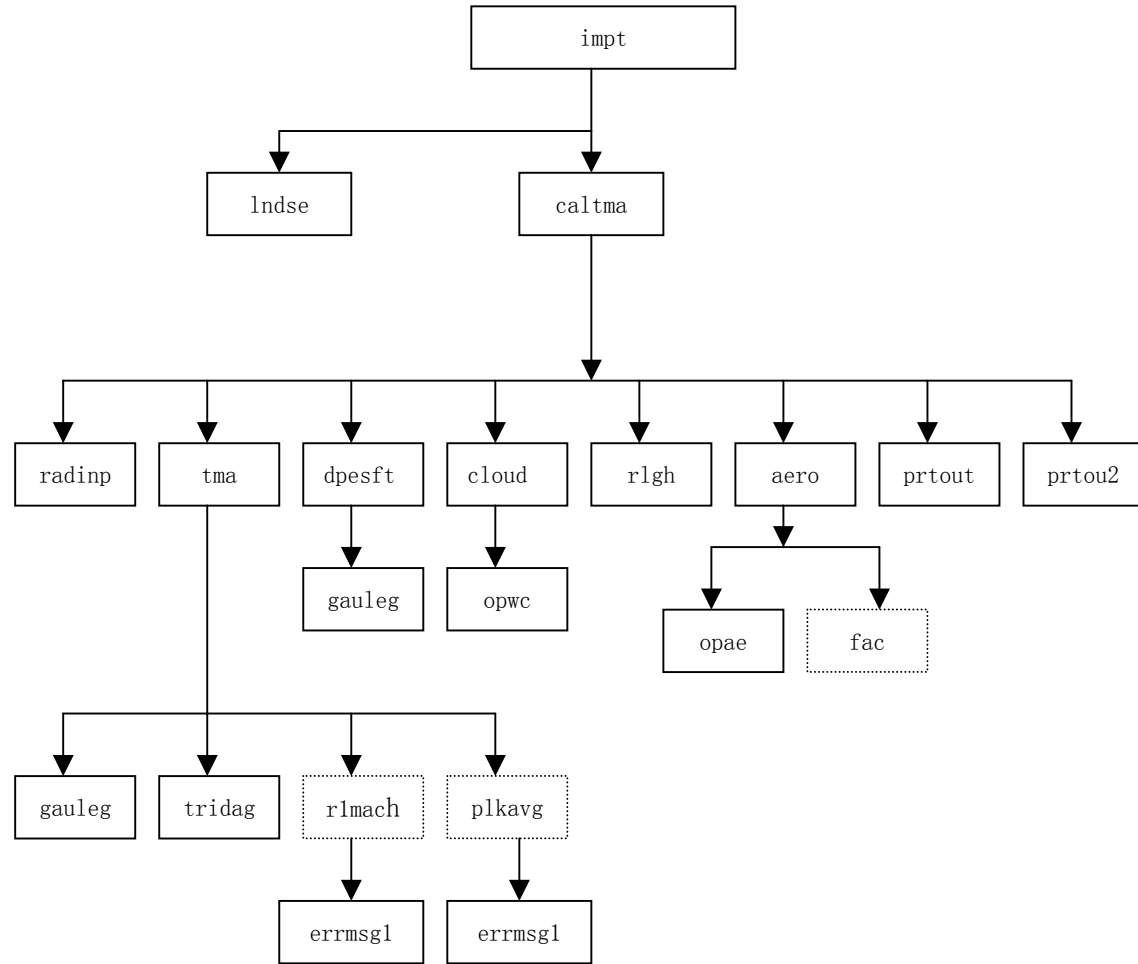 impt
lndse
caltma
radinp
tma
dpesft
cloud
rlgh
aero
prtout
prtou2
gauleg
opwc
opae
fac
gauleg
tridag
r1mach
plkavg
errmsg1
errmsg1